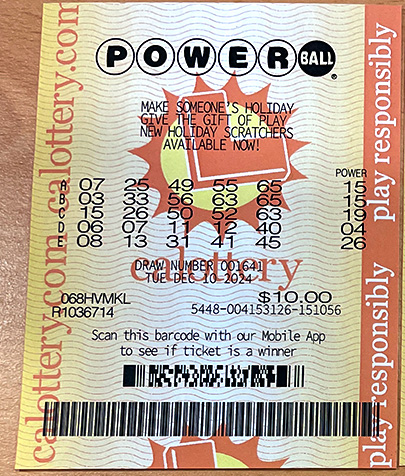 POWERBALL®
MAKE SOMEONE'S HOLIDAY
GIVE THE GIFT OF PLAY
NEW HOLIDAY SCRATCHERS
AVAILABLE NOW!
POWER
A 07 25 49 55 65 15
B 03 33 56 63 65 15
C 15 26 50 52 63 19
D 06 07 11 12 40 04
E 08 13 31 41 45 26
calottery
DRAW NUMBER 001641
TUE DEC 10 2024
068HVMKL $10.00
R1036714 5448-004153126-151056
Scan this barcode with our Mobile App
to see if ticket is a winner
calottery.com
calottery.com
play responsibly
play responsibly